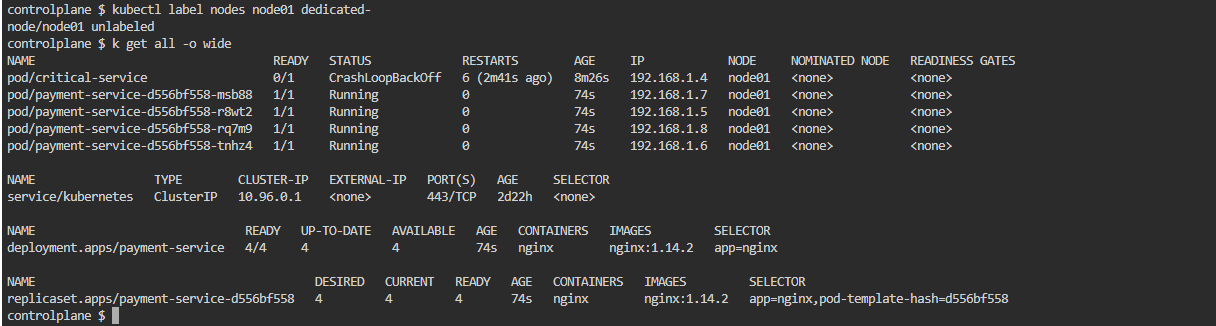 controlplane $ kubectl label nodes node01 dedicated-
node/node01 unlabeled
controlplane $ k get all -o wide
NAME                                  READY   STATUS             RESTARTS        AGE     IP            NODE     NOMINATED NODE   READINESS GATES
pod/critical-service                  0/1     CrashLoopBackOff   6 (2m41s ago)   8m26s   192.168.1.4   node01   <none>           <none>
pod/payment-service-d556bf558-msb88   1/1     Running            0               74s     192.168.1.7   node01   <none>           <none>
pod/payment-service-d556bf558-r8wt2   1/1     Running            0               74s     192.168.1.5   node01   <none>           <none>
pod/payment-service-d556bf558-rq7m9   1/1     Running            0               74s     192.168.1.8   node01   <none>           <none>
pod/payment-service-d556bf558-tnhz4   1/1     Running            0               74s     192.168.1.6   node01   <none>           <none>
NAME                 TYPE        CLUSTER-IP   EXTERNAL-IP   PORT(S)   AGE     SELECTOR
service/kubernetes   ClusterIP   10.96.0.1    <none>        443/TCP   2d22h   <none>
NAME                              READY   UP-TO-DATE   AVAILABLE   AGE   CONTAINERS   IMAGES         SELECTOR
deployment.apps/payment-service   4/4     4            4           74s   nginx        nginx:1.14.2   app=nginx
NAME                                        DESIRED   CURRENT   READY   AGE   CONTAINERS   IMAGES         SELECTOR
replicaset.apps/payment-service-d556bf558   4         4         4       74s   nginx        nginx:1.14.2   app=nginx,pod-template-hash=d556bf558
controlplane $